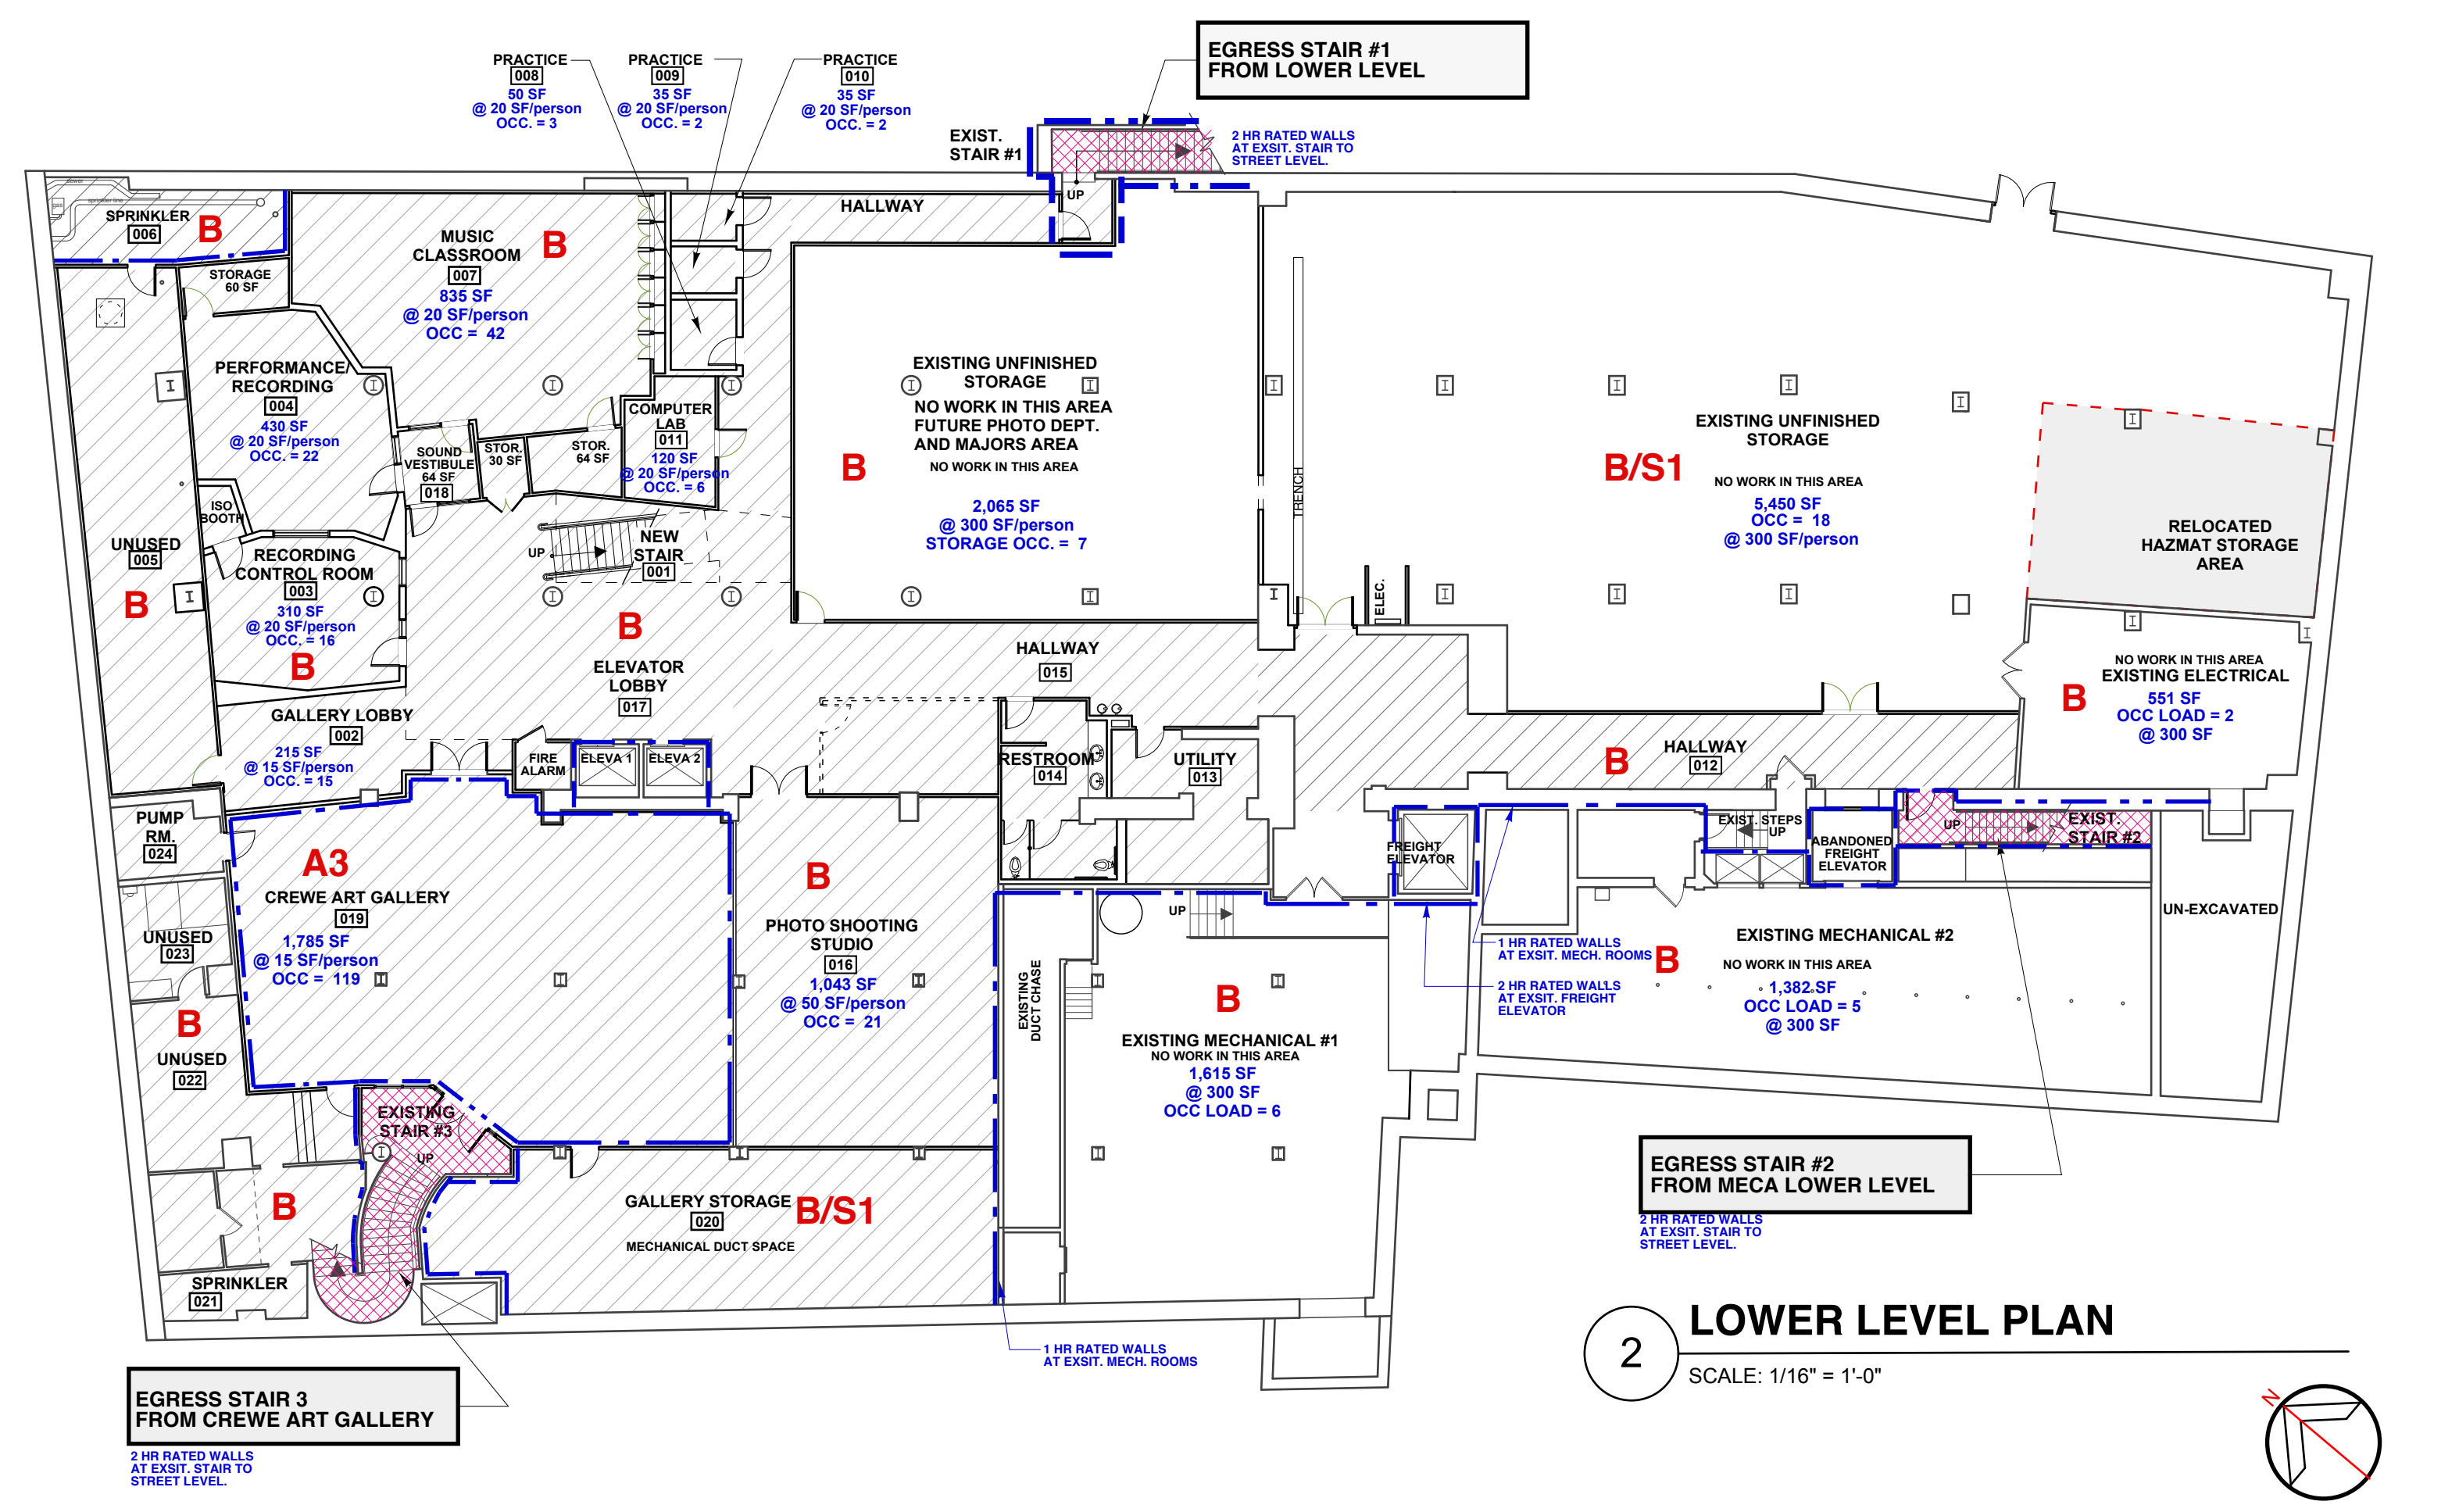 EGRESS STAIR #1
FROM LOWER LEVEL
PRACTICE
008
50 SF
@ 20 SF/person
OCC. = 3
PRACTICE
009
35 SF
@ 20 SF/person
OCC. = 2
PRACTICE
010
35 SF
@ 20 SF/person
OCC. = 2
EXIST.
STAIR #1
2 HR RATED WALLS
AT EXSIT. STAIR TO
STREET LEVEL.
UP
HALLWAY
sprinkler line
SPRINKLER
006
B
STORAGE
60 SF
MUSIC
CLASSROOM
007
835 SF
@ 20 SF/person
OCC = 42
B
PERFORMANCE/
RECORDING
004
430 SF
@ 20 SF/person
OCC. = 22
SOUND
VESTIBULE
64 SF
018
STOR.
30 SF
STOR.
64 SF
COMPUTER
LAB
011
120 SF
@ 20 SF/person
OCC. = 6
EXISTING UNFINISHED
STORAGE
NO WORK IN THIS AREA
FUTURE PHOTO DEPT.
AND MAJORS AREA
NO WORK IN THIS AREA
B
2,065 SF
@ 300 SF/person
STORAGE OCC. = 7
TRENCH
EXISTING UNFINISHED
STORAGE
B/S1
NO WORK IN THIS AREA
5,450 SF
OCC = 18
@ 300 SF/person
RELOCATED
HAZMAT STORAGE
AREA
ISO
BOOTH
UNUSED
005
B
RECORDING
CONTROL ROOM
003
310 SF
@ 20 SF/person
OCC. = 16
B
UP
NEW
STAIR
001
B
ELEVATOR
LOBBY
017
HALLWAY
015
ELEC.
NO WORK IN THIS AREA
EXISTING ELECTRICAL
B
551 SF
OCC LOAD = 2
@ 300 SF
GALLERY LOBBY
002
215 SF
@ 15 SF/person
OCC. = 15
FIRE
ALARM
ELEVA 1
ELEVA 2
RESTROOM
014
UTILITY
013
B
HALLWAY
012
PUMP
RM.
024
A3
CREWE ART GALLERY
019
1,785 SF
@ 15 SF/person
OCC = 119
B
PHOTO SHOOTING
STUDIO
016
1,043 SF
@ 50 SF/person
OCC = 21
FREIGHT
ELEVATOR
EXIST. STEPS
UP
ABANDONED
FREIGHT
ELEVATOR
UP
EXIST.
STAIR #2
UN-EXCAVATED
UNUSED
023
B
UNUSED
022
UP
EXISTING
DUCT CHASE
B
EXISTING MECHANICAL #1
NO WORK IN THIS AREA
1,615 SF
@ 300 SF
OCC LOAD = 6
1 HR RATED WALLS
AT EXSIT. MECH. ROOMS
2 HR RATED WALLS
AT EXSIT. FREIGHT
ELEVATOR
B
EXISTING MECHANICAL #2
NO WORK IN THIS AREA
1,382 SF
OCC LOAD = 5
@ 300 SF
EXISTING
STAIR #3
UP
B
GALLERY STORAGE
020
B/S1
MECHANICAL DUCT SPACE
SPRINKLER
021
EGRESS STAIR #2
FROM MECA LOWER LEVEL
2 HR RATED WALLS
AT EXSIT. STAIR TO
STREET LEVEL.
1 HR RATED WALLS
AT EXSIT. MECH. ROOMS
EGRESS STAIR 3
FROM CREWE ART GALLERY
2 HR RATED WALLS
AT EXSIT. STAIR TO
STREET LEVEL.
2
LOWER LEVEL PLAN
SCALE: 1/16" = 1'-0"
N